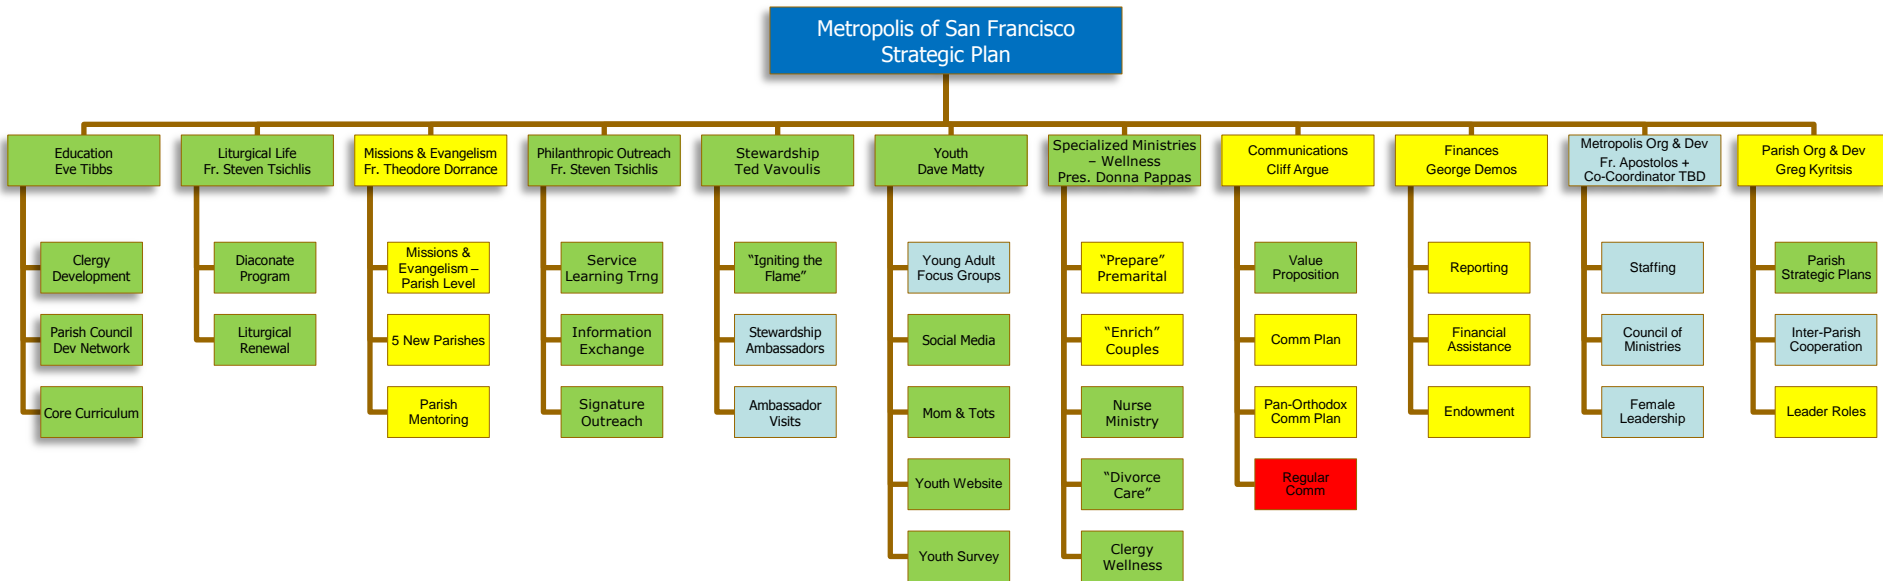 Metropolis of San Francisco
Strategic Plan
Education
Eve Tibbs
Liturgical Life
Fr. Steven Tsichlis
Missions & Evangelism
Fr. Theodore Dorrance
Philanthropic Outreach
Fr. Steven Tsichlis
Stewardship
Ted Vavoulis
Youth
Dave Matty
Specialized Ministries
– Wellness
Pres. Donna Pappas
Communications
Cliff Argue
Finances
George Demos
Metropolis Org & Dev
Fr. Apostolos +
Co-Coordinator TBD
Parish Org & Dev
Greg Kyritsis
Clergy
Development
Parish Council
Dev Network
Core Curriculum
Diaconate
Program
Liturgical
Renewal
Missions &
Evangelism –
Parish Level
5 New Parishes
Parish
Mentoring
Service
Learning Trng
Information
Exchange
Signature
Outreach
“Igniting the
Flame”
Stewardship
Ambassadors
Ambassador
Visits
Young Adult
Focus Groups
Social Media
Mom & Tots
Youth Website
Youth Survey
“Prepare”
Premarital
“Enrich”
Couples
Nurse
Ministry
“Divorce
Care”
Clergy
Wellness
Value
Proposition
Comm Plan
Pan-Orthodox
Comm Plan
Regular
Comm
Reporting
Financial
Assistance
Endowment
Staffing
Council of
Ministries
Female
Leadership
Parish
Strategic Plans
Inter-Parish
Cooperation
Leader Roles